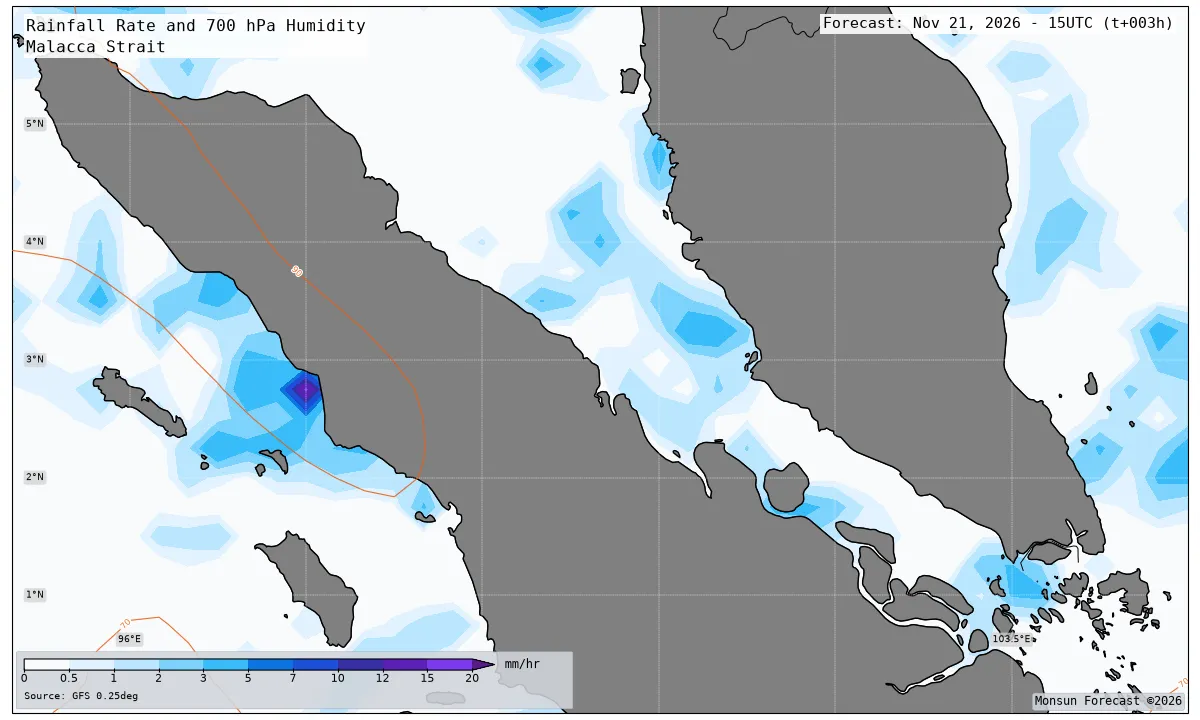 Rainfall Rate and 700 hPa Humidity
Malacca Strait
Forecast: Nov 21, 2026 - 15UTC (t+003h)
5°N
4°N
90
3°N
2°N
1°N
70
96°E
103.5°E
mm/hr
0 0.5 1 2 3 5 7 10 12 15 20
Source: GFS 0.25deg
70
Monsun Forecast ©2026